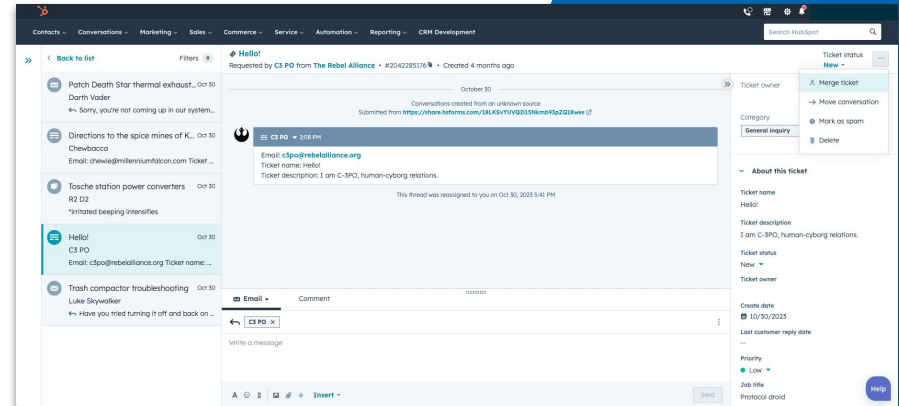 Contacts Conversations Marketing Sales Commerce Service Automation Reporting CRM Development
Search HubSpot
Back to list
Filters 0
Patch Death Star thermal exhaust... Oct 30
Darth Vader
Sorry, you're not coming up in our system...
Directions to the spice mines of K... Oct 30
Chewbacca
Email: chewie@millenniumfalcon.com Ticket ...
Tosche station power converters Oct 30
R2 D2
*irritated beeping intensifies
Hello! Oct 30
C3 PO
Email: c3po@rebelalliance.org Ticket name: ...
Trash compactor troubleshooting Oct 30
Luke Skywalker
Have you tried turning it off and back on ...
Hello!
Requested by C3 PO from The Rebel Alliance • #2042285176 • Created 4 months ago
October 30
Conversations created from an unknown source
Submitted from
C3 PO 2:08 PM
Email: c3po@rebelalliance.org
Ticket name: Hello!
Ticket description: I am C-3PO, human-cyborg relations.
This thread was reassigned to you on Oct 30, 2023 5:41 PM
Email
Comment
C3 PO ×
Write a message
A
Insert
Send
Ticket status
New
...
Merge ticket
Move conversation
Mark as spam
Delete
Ticket owner
Category
General inquiry
About this ticket
Ticket name
Hello!
Ticket description
I am C-3PO, human-cyborg relations.
Ticket status
New
Ticket owner
Create date
10/30/2023
Last customer reply date
--
Priority
Low
Job title
Protocol droid
Help